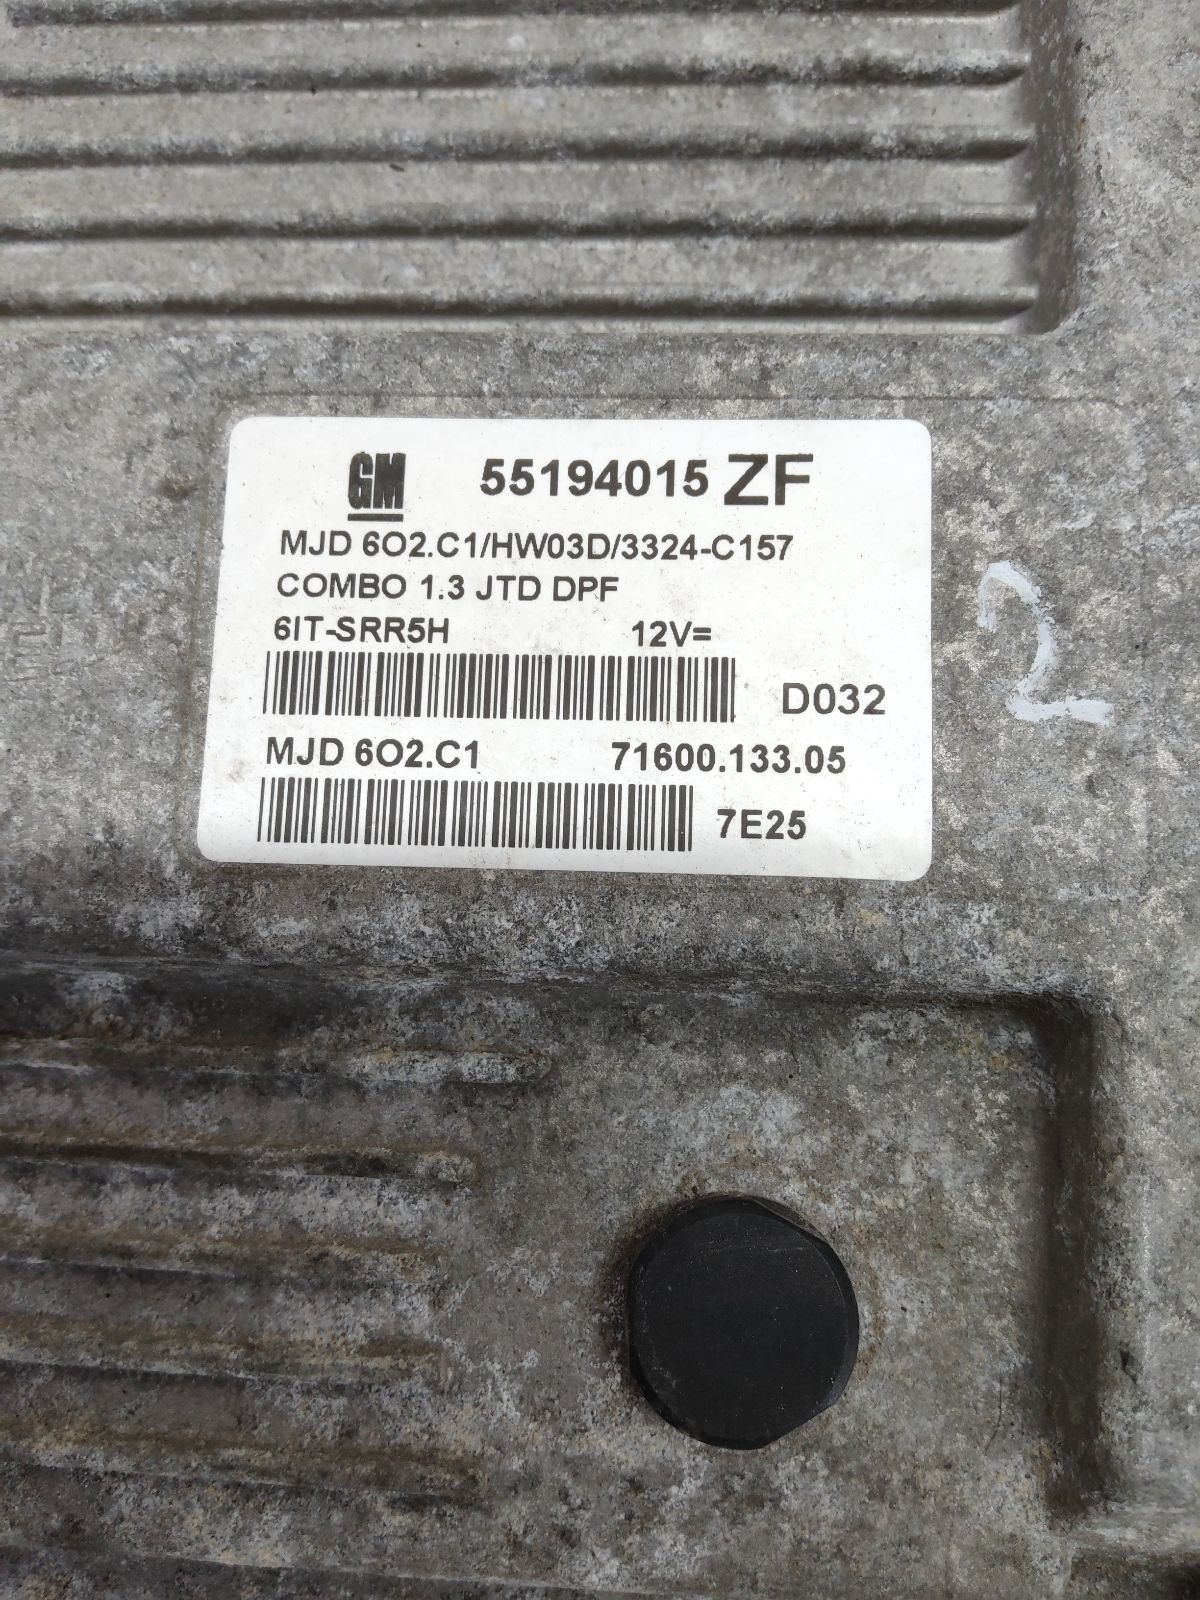 GM 55194015 ZF
MJD 6O2.C1/HW03D/3324-C157
COMBO 1.3 JTD DPF
6IT-SRR5H 12V=
D032
MJD 6O2.C1 71600.133.05
7E25
2